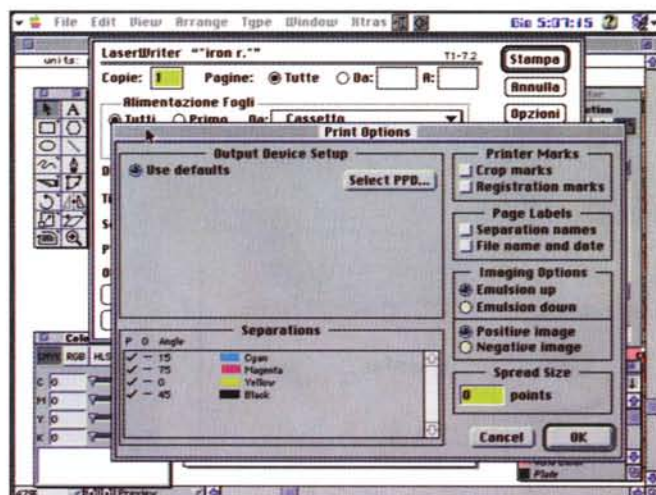 File Edit View Arrange Type Window Xtras Gio 5:07:15
units:
LaserWriter ""iron r."" T1-7.2
Stampa
Copie: 1 Pagine: Tutte Da: A:
Annulla
Alimentazione Fogli
Opzioni
Tutti Primo Da: Cassetto
Print Options
Output Device Setup
Use defaults
Select PPD...
Printer Marks
Crop marks
Registration marks
Page Labels
Separation names
File name and date
Imaging Options
Emulsion up
Emulsion down
Positive image
Negative image
Separations
P O Angle
15 Cyan
75 Magenta
0 Yellow
45 Black
Spread Size
0 points
Cancel OK
CMYK RGB HLS
C 0
M 0
Y 0
K 0
Preview
Plate